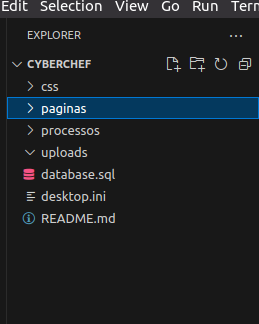 Edit Selection View Go Run Term
EXPLORER
CYBERCHEF
css
paginas
processos
uploads
database.sql
desktop.ini
README.md